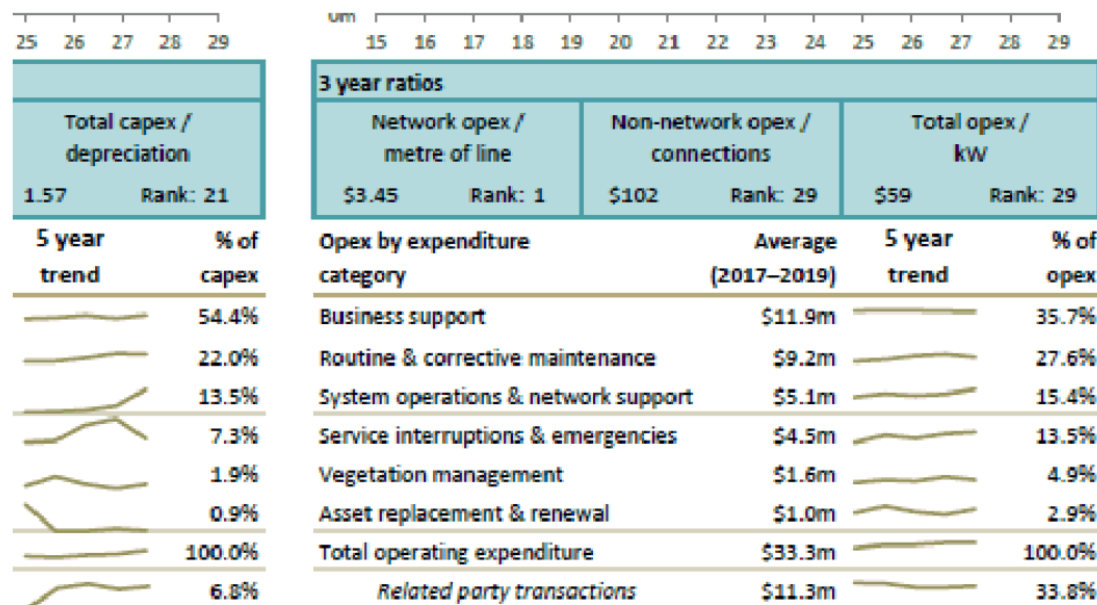 0m
25 26 27 28 29
15 16 17 18 19 20 21 22 23 24 25 26 27 28 29
Total capex /
depreciation
1.57 Rank: 21
5 year trend % of capex
54.4%
22.0%
13.5%
7.3%
1.9%
0.9%
100.0%
6.8%
3 year ratios
Network opex /
metre of line
$3.45 Rank: 1
Non-network opex /
connections
$102 Rank: 29
Total opex /
kW
$59 Rank: 29
Opex by expenditure Average 5 year % of
category (2017–2019) trend opex
Business support $11.9m 35.7%
Routine & corrective maintenance $9.2m 27.6%
System operations & network support $5.1m 15.4%
Service interruptions & emergencies $4.5m 13.5%
Vegetation management $1.6m 4.9%
Asset replacement & renewal $1.0m 2.9%
Total operating expenditure $33.3m 100.0%
Related party transactions $11.3m 33.8%